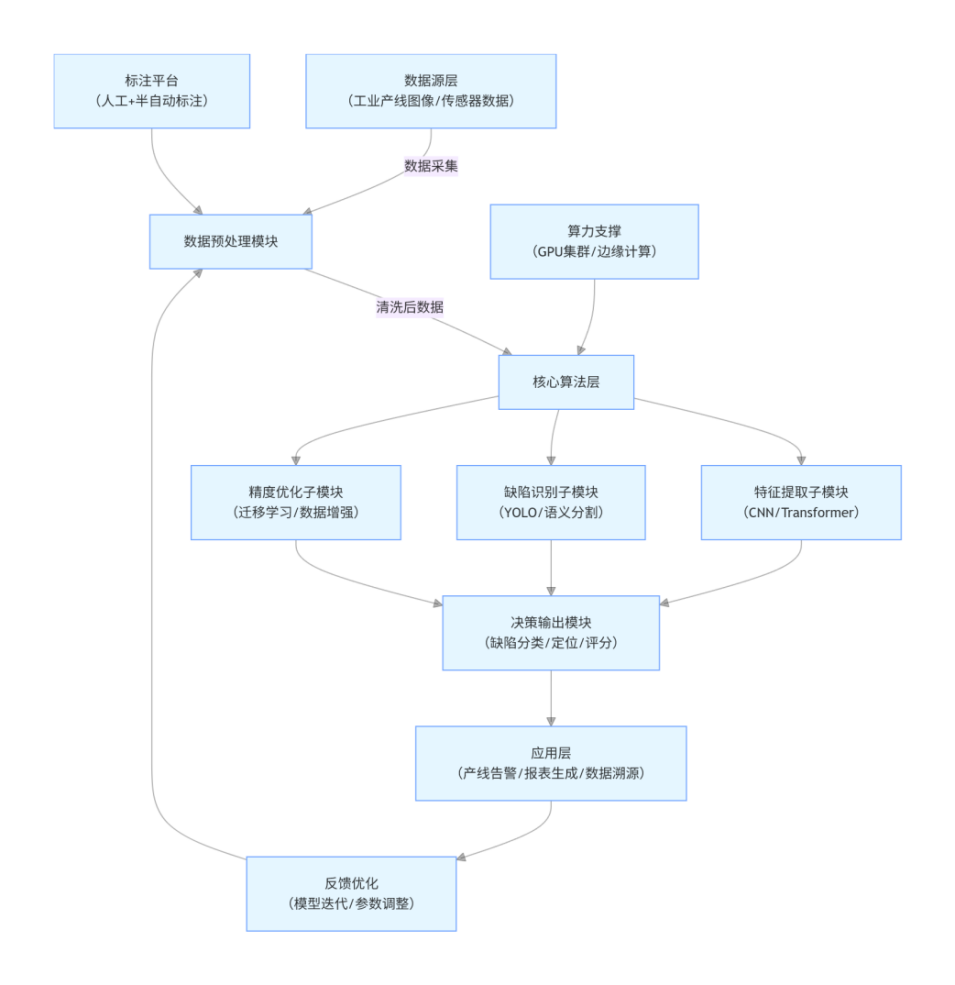 标注平台
（人工+半自动标注）
数据源层
（工业产线图像/传感器数据）
数据采集
数据预处理模块
算力支撑
（GPU集群/边缘计算）
清洗后数据
核心算法层
精度优化子模块
（迁移学习/数据增强）
缺陷识别子模块
（YOLO/语义分割）
特征提取子模块
（CNN/Transformer）
决策输出模块
（缺陷分类/定位/评分）
应用层
（产线告警/报表生成/数据溯源）
反馈优化
（模型迭代/参数调整）